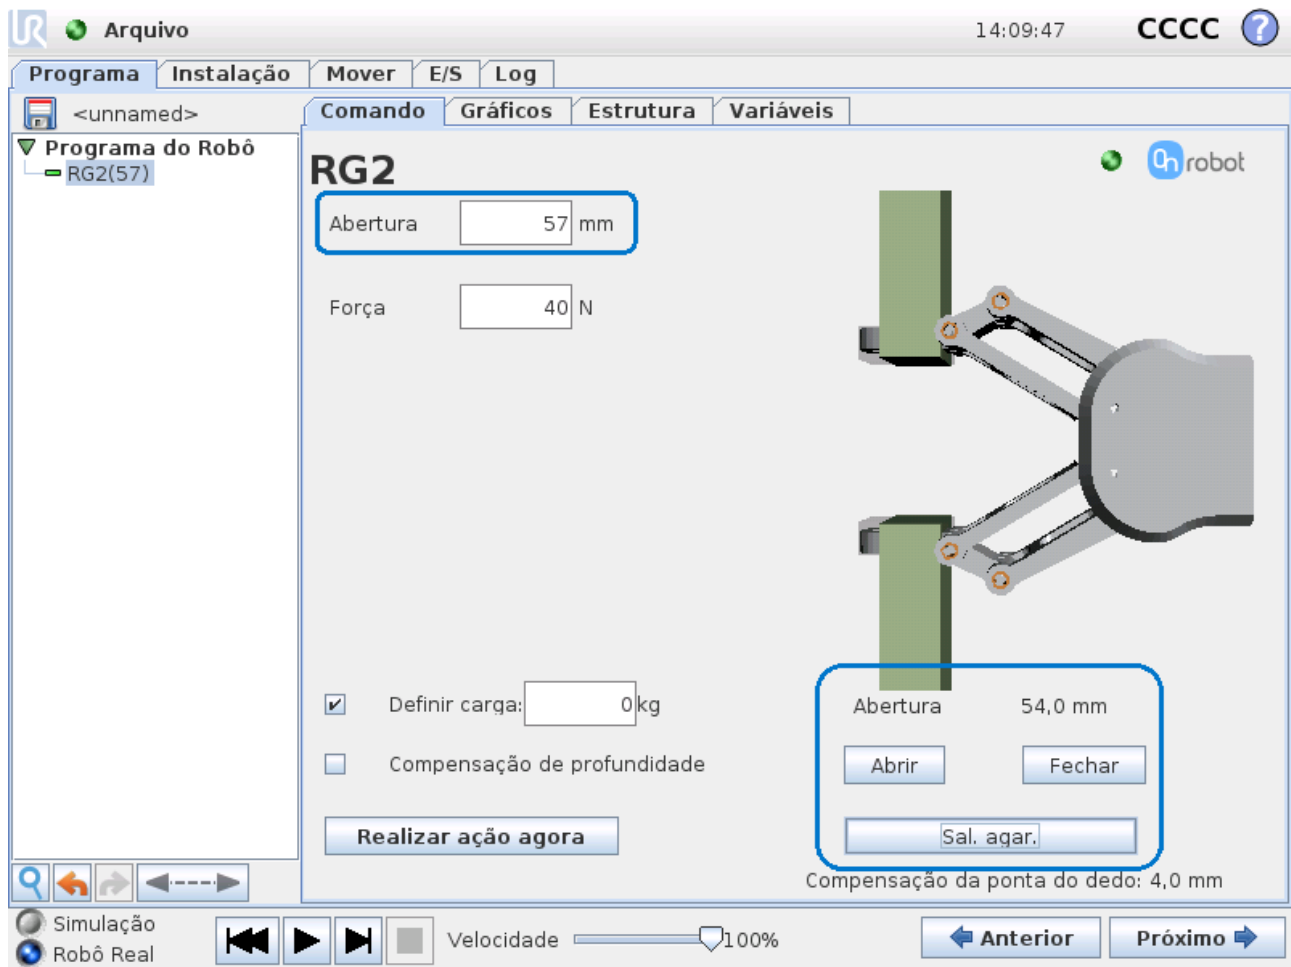 UR Arquivo 14:09:47 CCCC ?
Programa Instalação Mover E/S Log
<unnamed> Comando Gráficos Estrutura Variáveis
Programa do Robô
RG2(57)
RG2 On robot
Abertura 57 mm
Força 40 N
Definir carga: 0 kg Abertura 54,0 mm
Compensação de profundidade Abrir Fechar
Realizar ação agora Sal. agar.
Compensação da ponta do dedo: 4,0 mm
Simulação
Robô Real
Velocidade 100% Anterior Próximo